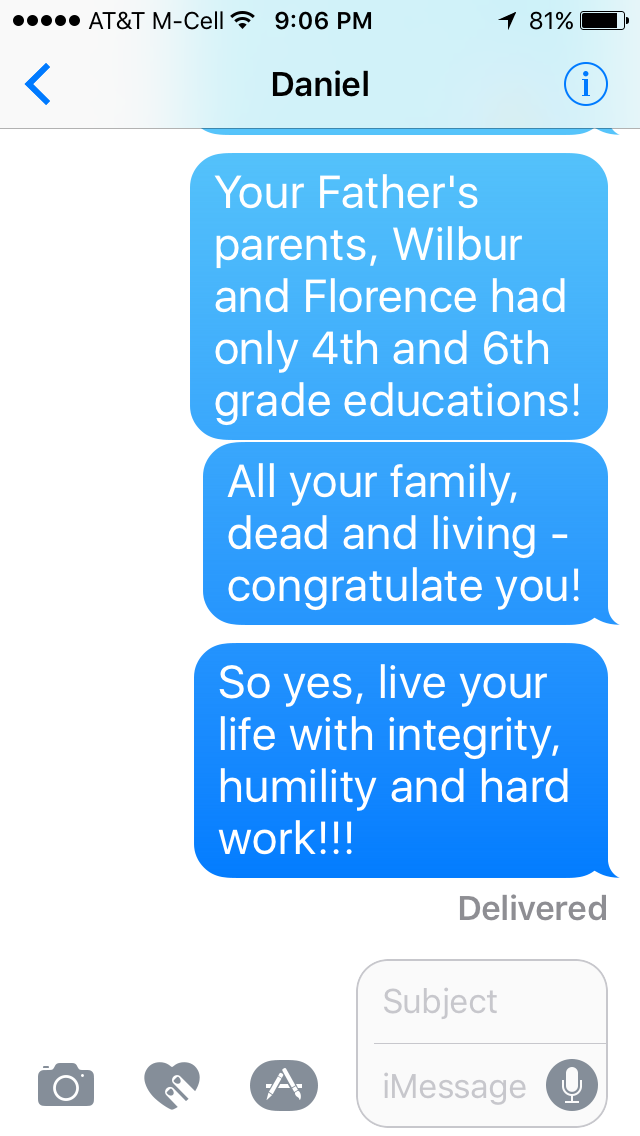 AT&T M-Cell 9:06 PM 81%
Daniel
Your Father's
parents, Wilbur
and Florence had
only 4th and 6th
grade educations!
All your family,
dead and living -
congratulate you!
So yes, live your
life with integrity,
humility and hard
work!!!
Delivered
Subject
iMessage